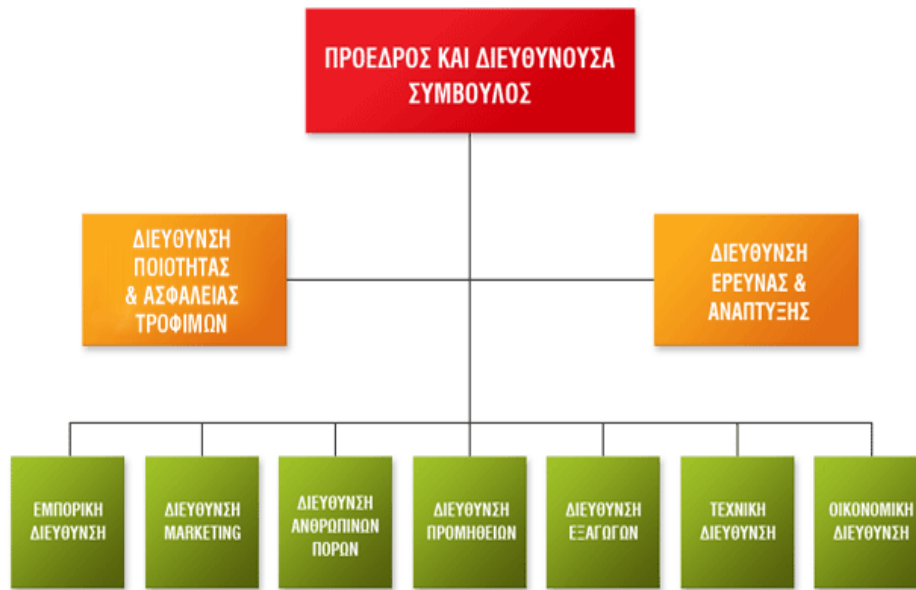 ΠΡΟΕΔΡΟΣ ΚΑΙ ΔΙΕΥΘΥΝΟΥΣΑ
ΣΥΜΒΟΥΛΟΣ
ΔΙΕΥΘΥΝΣΗ
ΠΟΙΟΤΗΤΑΣ
& ΑΣΦΑΛΕΙΑΣ
ΤΡΟΦΙΜΩΝ
ΔΙΕΥΘΥΝΣΗ
ΕΡΕΥΝΑΣ &
ΑΝΑΠΤΥΞΗΣ
ΕΜΠΟΡΙΚΗ
ΔΙΕΥΘΥΝΣΗ
ΔΙΕΥΘΥΝΣΗ
MARKETING
ΔΙΕΥΘΥΝΣΗ
ΑΝΘΡΩΠΙΝΩΝ
ΠΟΡΩΝ
ΔΙΕΥΘΥΝΣΗ
ΠΡΟΜΗΘΕΙΩΝ
ΔΙΕΥΘΥΝΣΗ
ΕΞΑΓΩΓΩΝ
ΤΕΧΝΙΚΗ
ΔΙΕΥΘΥΝΣΗ
ΟΙΚΟΝΟΜΙΚΗ
ΔΙΕΥΘΥΝΣΗ